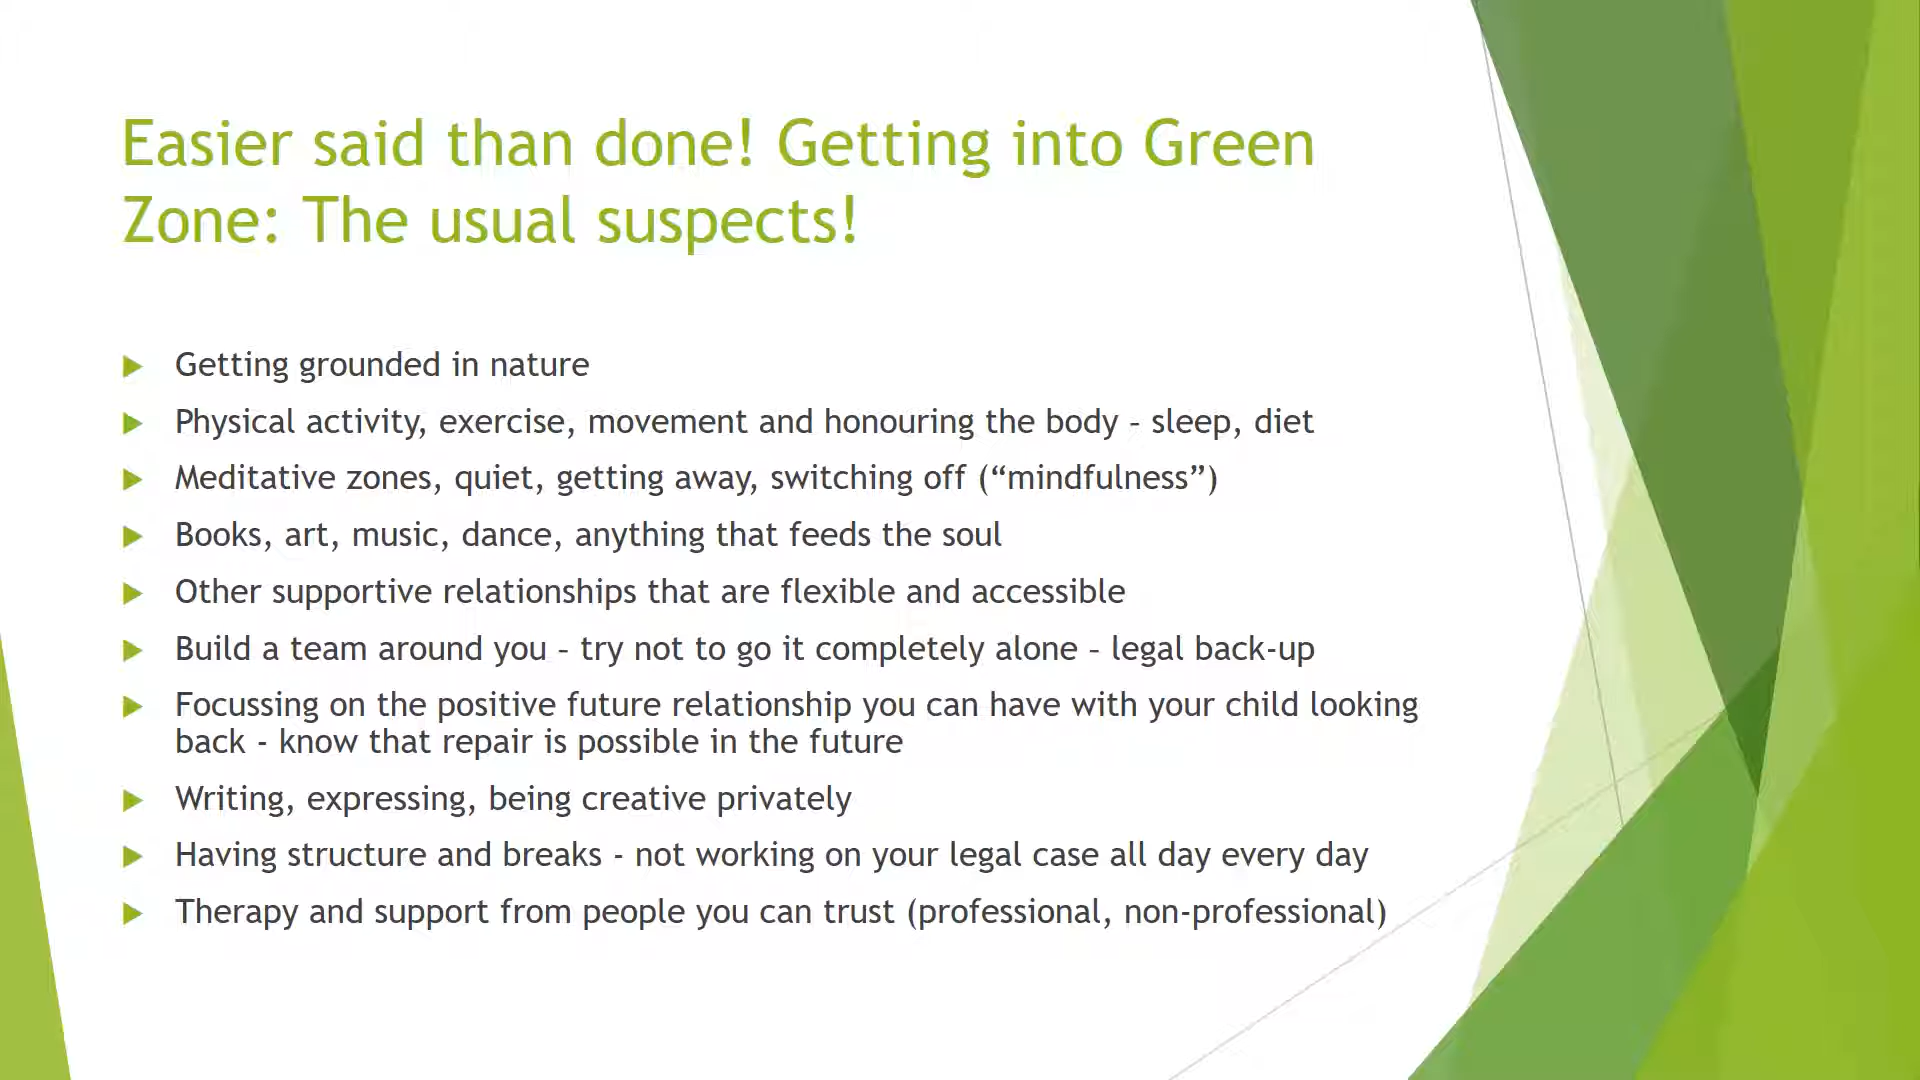 Easier said than done! Getting into Green
Zone: The usual suspects!
Getting grounded in nature
Physical activity, exercise, movement and honouring the body – sleep, diet
Meditative zones, quiet, getting away, switching off (“mindfulness”)
Books, art, music, dance, anything that feeds the soul
Other supportive relationships that are flexible and accessible
Build a team around you – try not to go it completely alone – legal back-up
Focussing on the positive future relationship you can have with your child looking
back - know that repair is possible in the future
Writing, expressing, being creative privately
Having structure and breaks - not working on your legal case all day every day
Therapy and support from people you can trust (professional, non-professional)